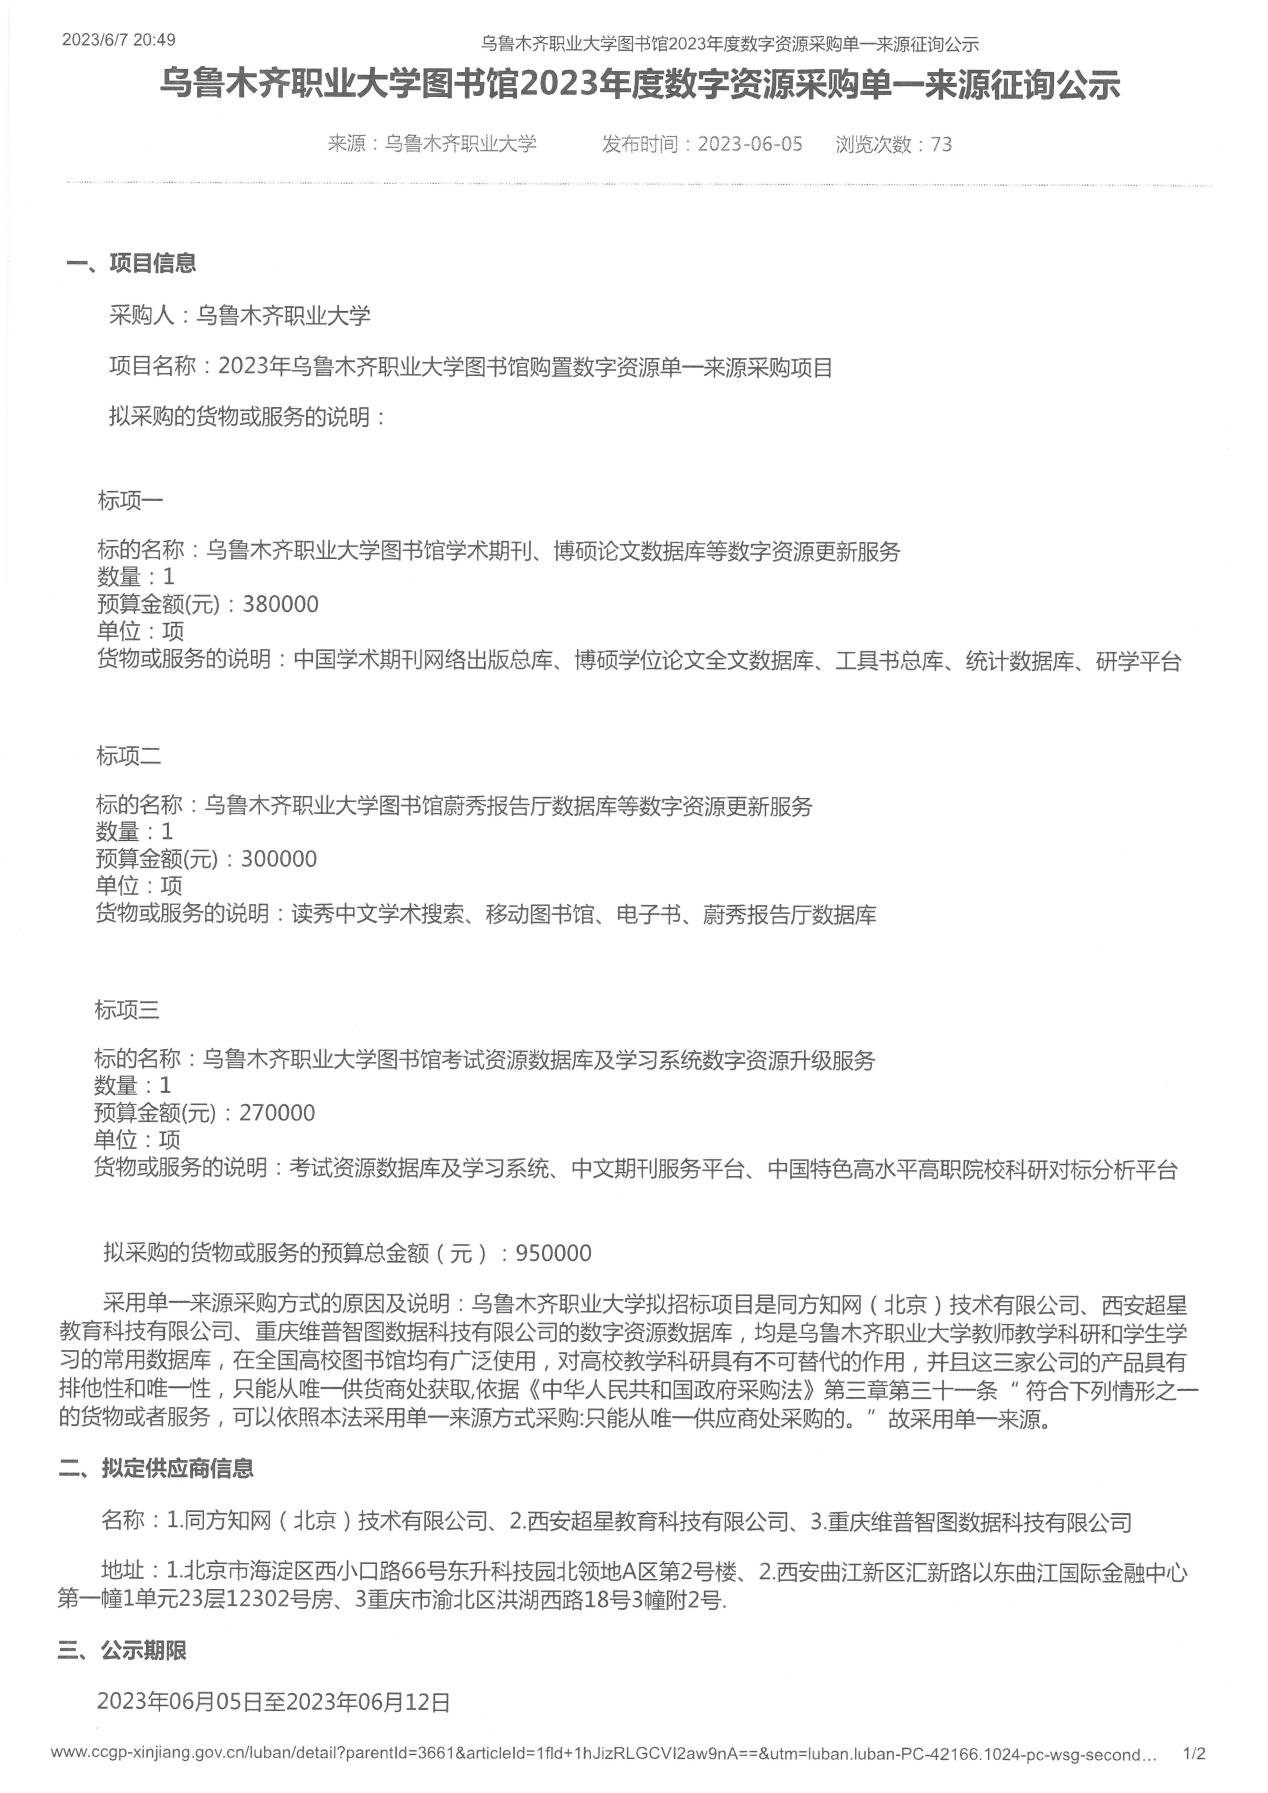 2023/6/7 20:49
乌鲁木齐职业大学图书馆2023年度数字资源采购单一来源征询公示
乌鲁木齐职业大学图书馆2023年度数字资源采购单一来源征询公示
来源：乌鲁木齐职业大学 发布时间：2023-06-05 浏览次数：73
一、项目信息
采购人：乌鲁木齐职业大学
项目名称：2023年乌鲁木齐职业大学图书馆购置数字资源单一来源采购项目
拟采购的货物或服务的说明：
标项一
标的名称：乌鲁木齐职业大学图书馆学术期刊、博硕论文数据库等数字资源更新服务
数量：1
预算金额(元)：380000
单位：项
货物或服务的说明：中国学术期刊网络出版总库、博硕学位论文全文数据库、工具书总库、统计数据库、研学平台
标项二
标的名称：乌鲁木齐职业大学图书馆蔚秀报告厅数据库等数字资源更新服务
数量：1
预算金额(元)：300000
单位：项
货物或服务的说明：读秀中文学术搜索、移动图书馆、电子书、蔚秀报告厅数据库
标项三
标的名称：乌鲁木齐职业大学图书馆考试资源数据库及学习系统数字资源升级服务
数量：1
预算金额(元)：270000
单位：项
货物或服务的说明：考试资源数据库及学习系统、中文期刊服务平台、中国特色高水平高职院校科研对标分析平台
拟采购的货物或服务的预算总金额（元）：950000
采用单一来源采购方式的原因及说明：乌鲁木齐职业大学拟招标项目是同方知网（北京）技术有限公司、西安超星
教育科技有限公司、重庆维普智图数据科技有限公司的数字资源数据库，均是乌鲁木齐职业大学教师教学科研和学生学
习的常用数据库，在全国高校图书馆均有广泛使用，对高校教学科研具有不可替代的作用，并且这三家公司的产品具有
排他性和唯一性，只能从唯一供货商处获取,依据《中华人民共和国政府采购法》第三章第三十一条“符合下列情形之一
的货物或者服务，可以依照本法采用单一来源方式采购:只能从唯一供应商处采购的。”故采用单一来源。
二、拟定供应商信息
名称：1.同方知网（北京）技术有限公司、2.西安超星教育科技有限公司、3.重庆维普智图数据科技有限公司
地址：1.北京市海淀区西小口路66号东升科技园北领地A区第2号楼、2.西安曲江新区汇新路以东曲江国际金融中心
第一幢1单元23层12302号房、3重庆市渝北区洪湖西路18号3幢附2号.
三、公示期限
2023年06月05日至2023年06月12日
www.ccgp-xinjiang.gov.cn/luban/detail?parentId=3661&articleId=1fId+1hJizRLGCVI2aw9nA==&utm=luban.luban-PC-42166.1024-pc-wsg-second... 1/2